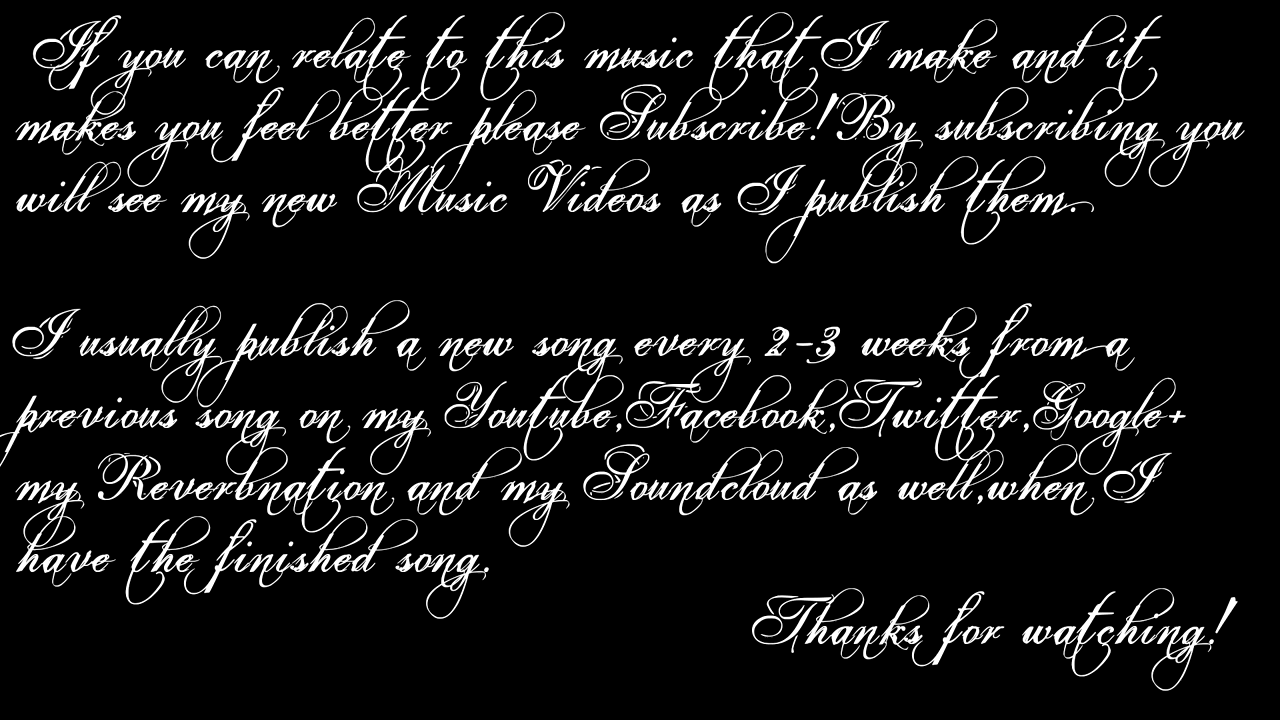 If you can relate to this music that I make and it
makes you feel better please Subscribe! By subscribing you
will see my new Music Videos as I publish them.
I usually publish a new song every 2-3 weeks from a
previous song on my Youtube,Facebook,Twitter,Google+
my Reverbnation and my Soundcloud as well,when I
have the finished song.
Thanks for watching!